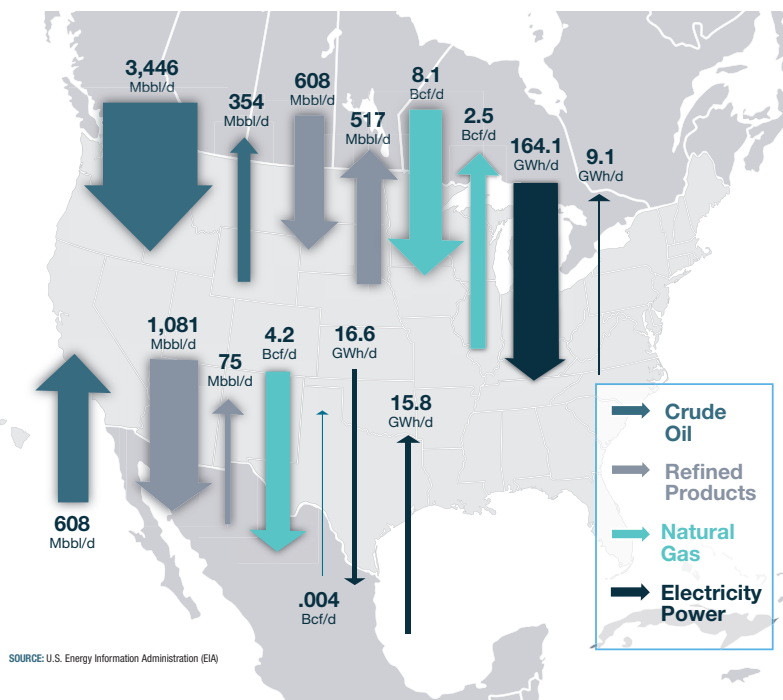 3,446
Mbbl/d
354
Mbbl/d
608
Mbbl/d
517
Mbbl/d
8.1
Bcf/d
2.5
Bcf/d
164.1
GWh/d
9.1
GWh/d
1,081
Mbbl/d
75
Mbbl/d
4.2
Bcf/d
16.6
GWh/d
15.8
GWh/d
608
Mbbl/d
.004
Bcf/d
Crude
Oil
Refined
Products
Natural
Gas
Electricity
Power
SOURCE: U.S. Energy Information Administration (EIA)